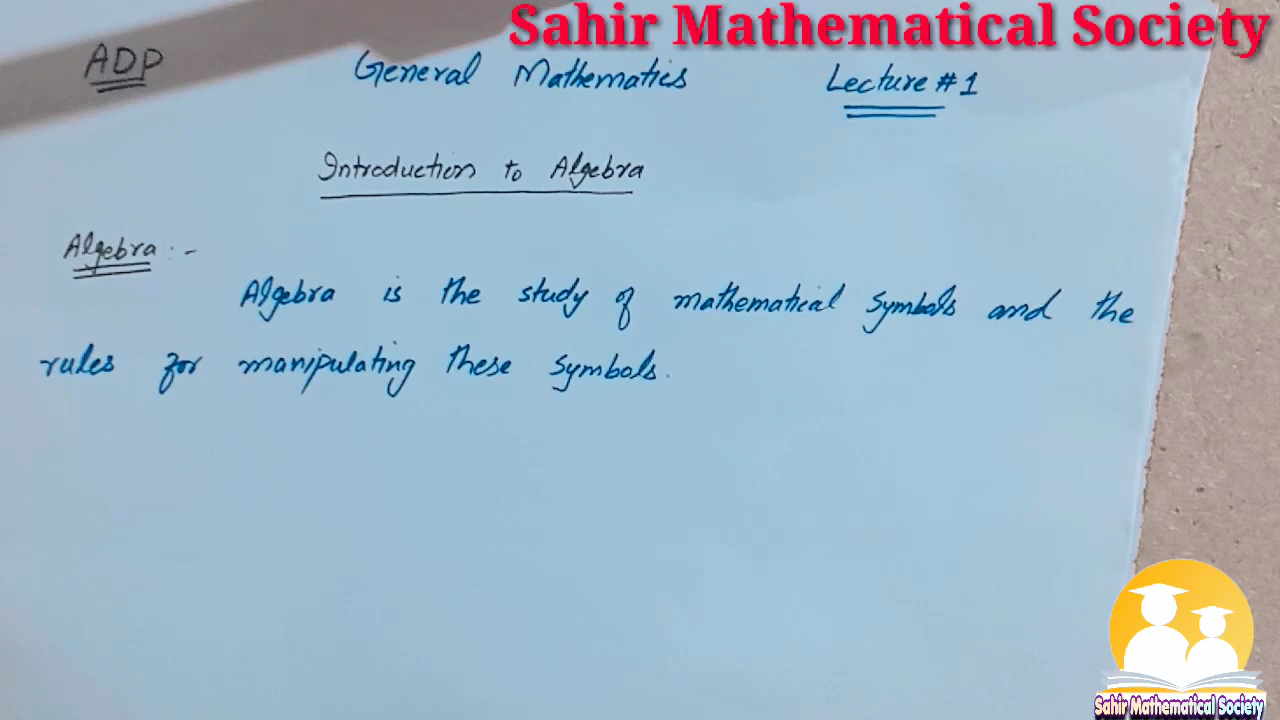 Sahir Mathematical Society
ADP General Mathematics Lecture #1
Introduction to Algebra
Algebra :-
Algebra is the study of mathematical symbols and the
rules for manipulating these symbols.
Sahir Mathematical Society